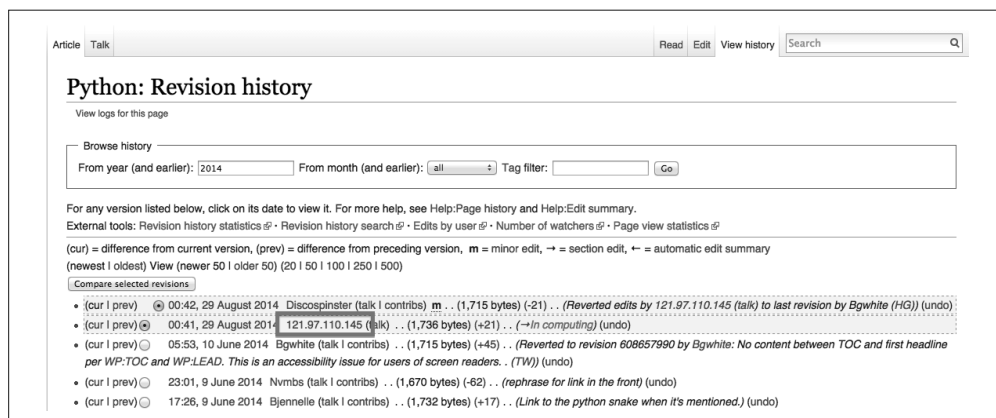 Article Talk Read Edit View history Search
Python: Revision history
View logs for this page
Browse history
From year (and earlier): 2014 From month (and earlier): all Tag filter: Go
For any version listed below, click on its date to view it. For more help, see Help:Page history and Help:Edit summary.
External tools: Revision history statistics · Revision history search · Edits by user · Number of watchers · Page view statistics
(cur) = difference from current version, (prev) = difference from preceding version, m = minor edit, → = section edit, ← = automatic edit summary
(newest | oldest) View (newer 50 | older 50) (20 | 50 | 100 | 250 | 500)
Compare selected revisions
• (cur | prev) 00:42, 29 August 2014 Discospinster (talk | contribs) m . . (1,715 bytes) (-21) . . (Reverted edits by 121.97.110.145 (talk) to last revision by Bgwhite (HG)) (undo)
• (cur | prev) 00:41, 29 August 2014 121.97.110.145 (talk) . . (1,736 bytes) (+21) . . (→In computing) (undo)
• (cur | prev) 05:53, 10 June 2014 Bgwhite (talk | contribs) . . (1,715 bytes) (+45) . . (Reverted to revision 608657990 by Bgwhite: No content between TOC and first headline
per WP:TOC and WP:LEAD. This is an accessibility issue for users of screen readers. . (TW)) (undo)
• (cur | prev) 23:01, 9 June 2014 Nvmbs (talk | contribs) . . (1,670 bytes) (-62) . . (rephrase for link in the front) (undo)
• (cur | prev) 17:26, 9 June 2014 Bjennelle (talk | contribs) . . (1,732 bytes) (+17) . . (Link to the python snake when it's mentioned.) (undo)